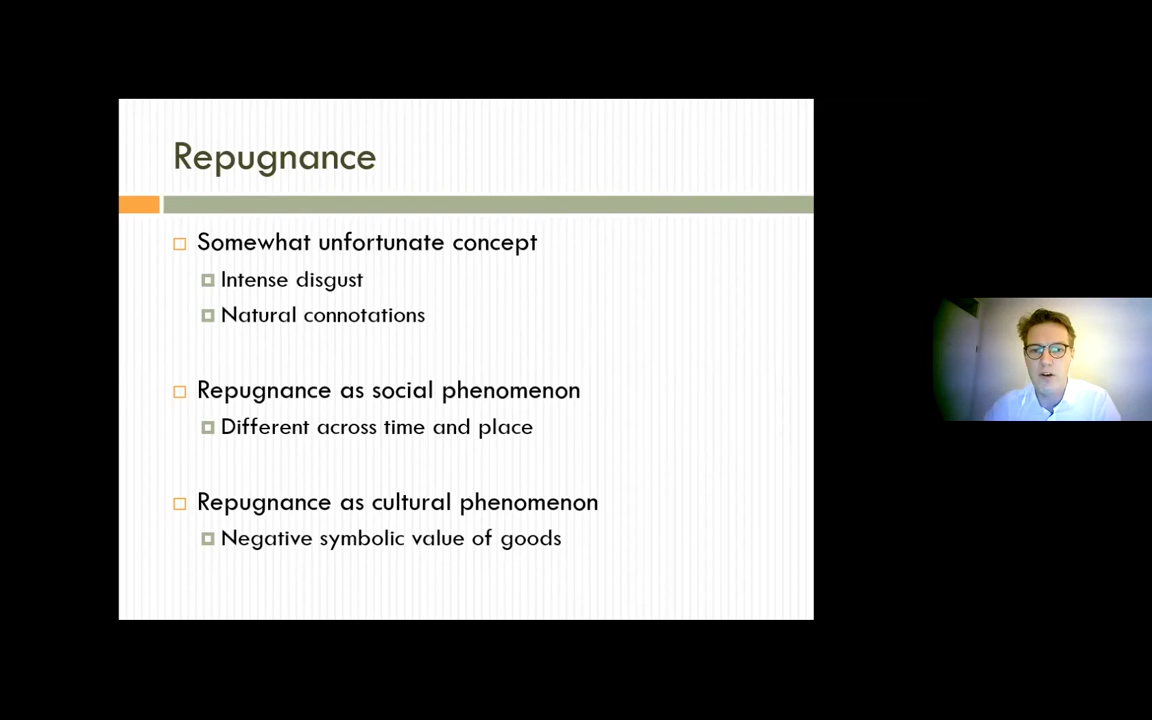 Repugnance
Somewhat unfortunate concept
Intense disgust
Natural connotations
Repugnance as social phenomenon
Different across time and place
Repugnance as cultural phenomenon
Negative symbolic value of goods